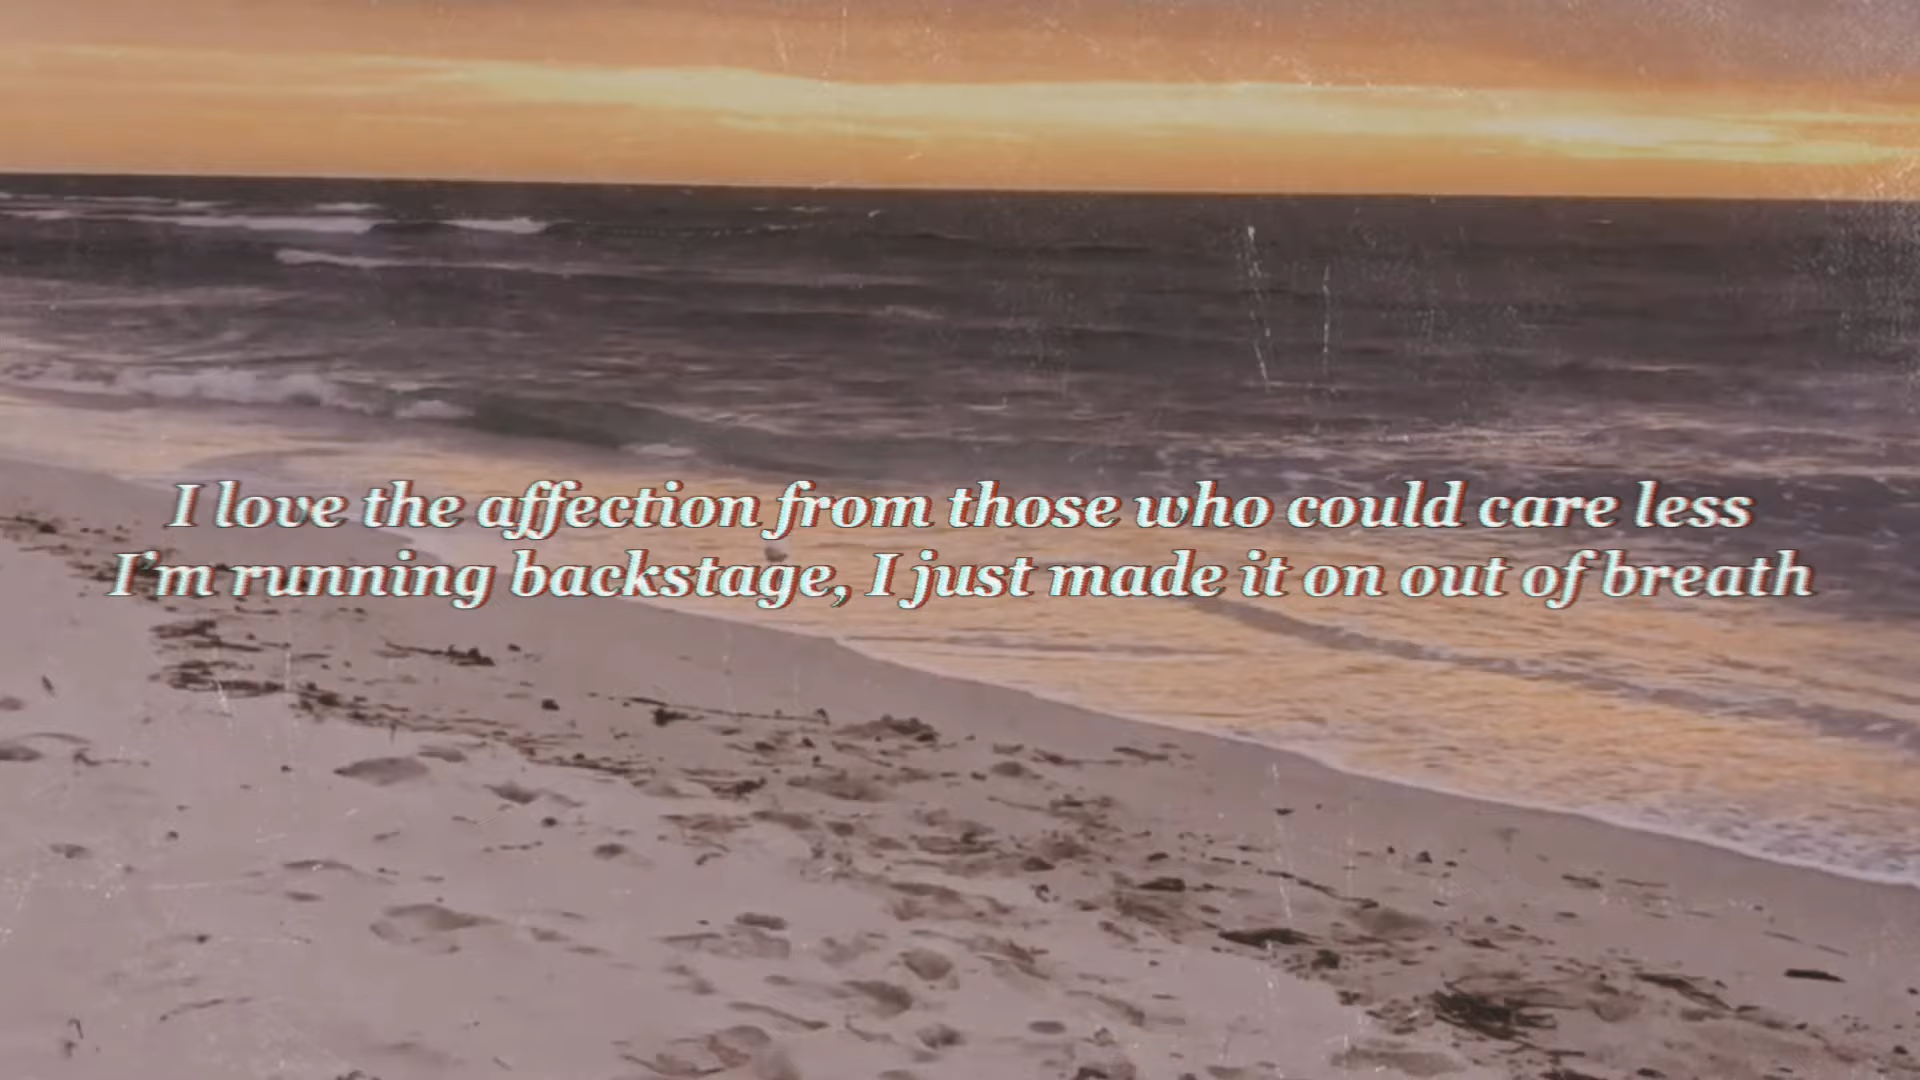 I love the affection from those who could care less
I'm running backstage, I just made it on out of breath